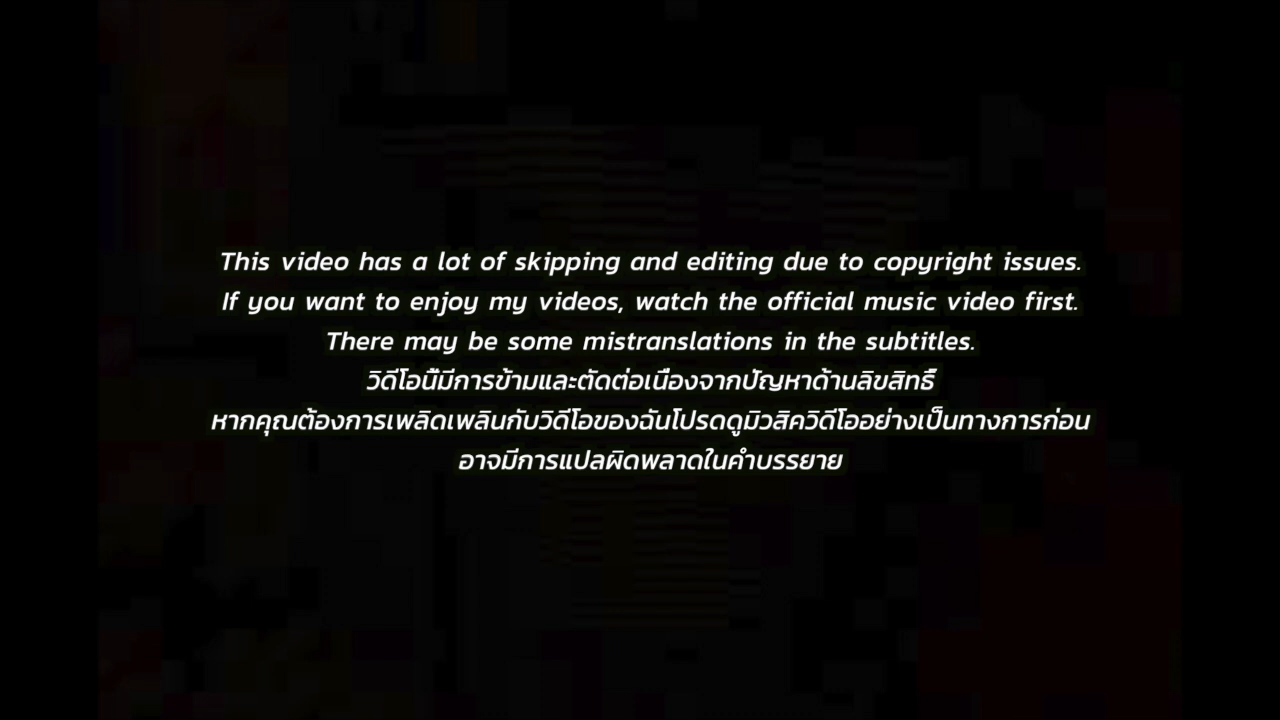 This video has a lot of skipping and editing due to copyright issues.
If you want to enjoy my videos, watch the official music video first.
There may be some mistranslations in the subtitles.
วิดีโอนี้มีการข้ามและตัดต่อเนื่องจากปัญหาด้านลิขสิทธิ์
หากคุณต้องการเพลิดเพลินกับวิดีโอของฉันโปรดดูมิวสิควิดีโออย่างเป็นทางการก่อน
อาจมีการแปลผิดพลาดในคำบรรยาย